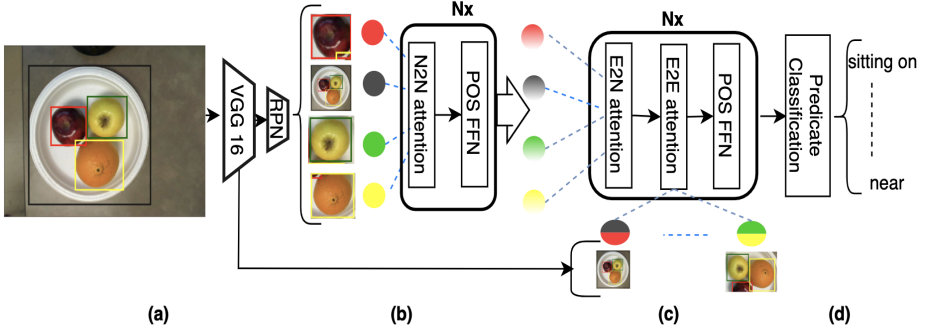 Nx
Nx
VGG 16
RPN
N2N attention
POS FFN
E2N attention
E2E attention
POS FFN
Predicate
Classification
sitting on
near
(a)
(b)
(c)
(d)